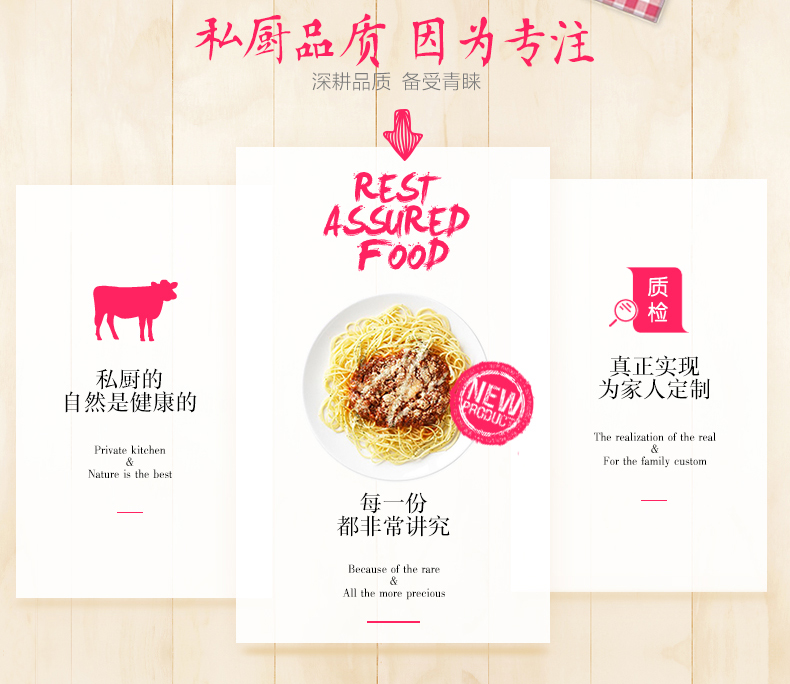 私厨品质 因为专注
深耕品质 备受青睐
REST
ASSURED
FOOD
NEW
PRODUCT
每一份
都非常讲究
Because of the rare
&
All the more precious
私厨的
自然是健康的
Private kitchen
&
Nature is the best
质
检
真正实现
为家人定制
The realization of the real
&
For the family custom